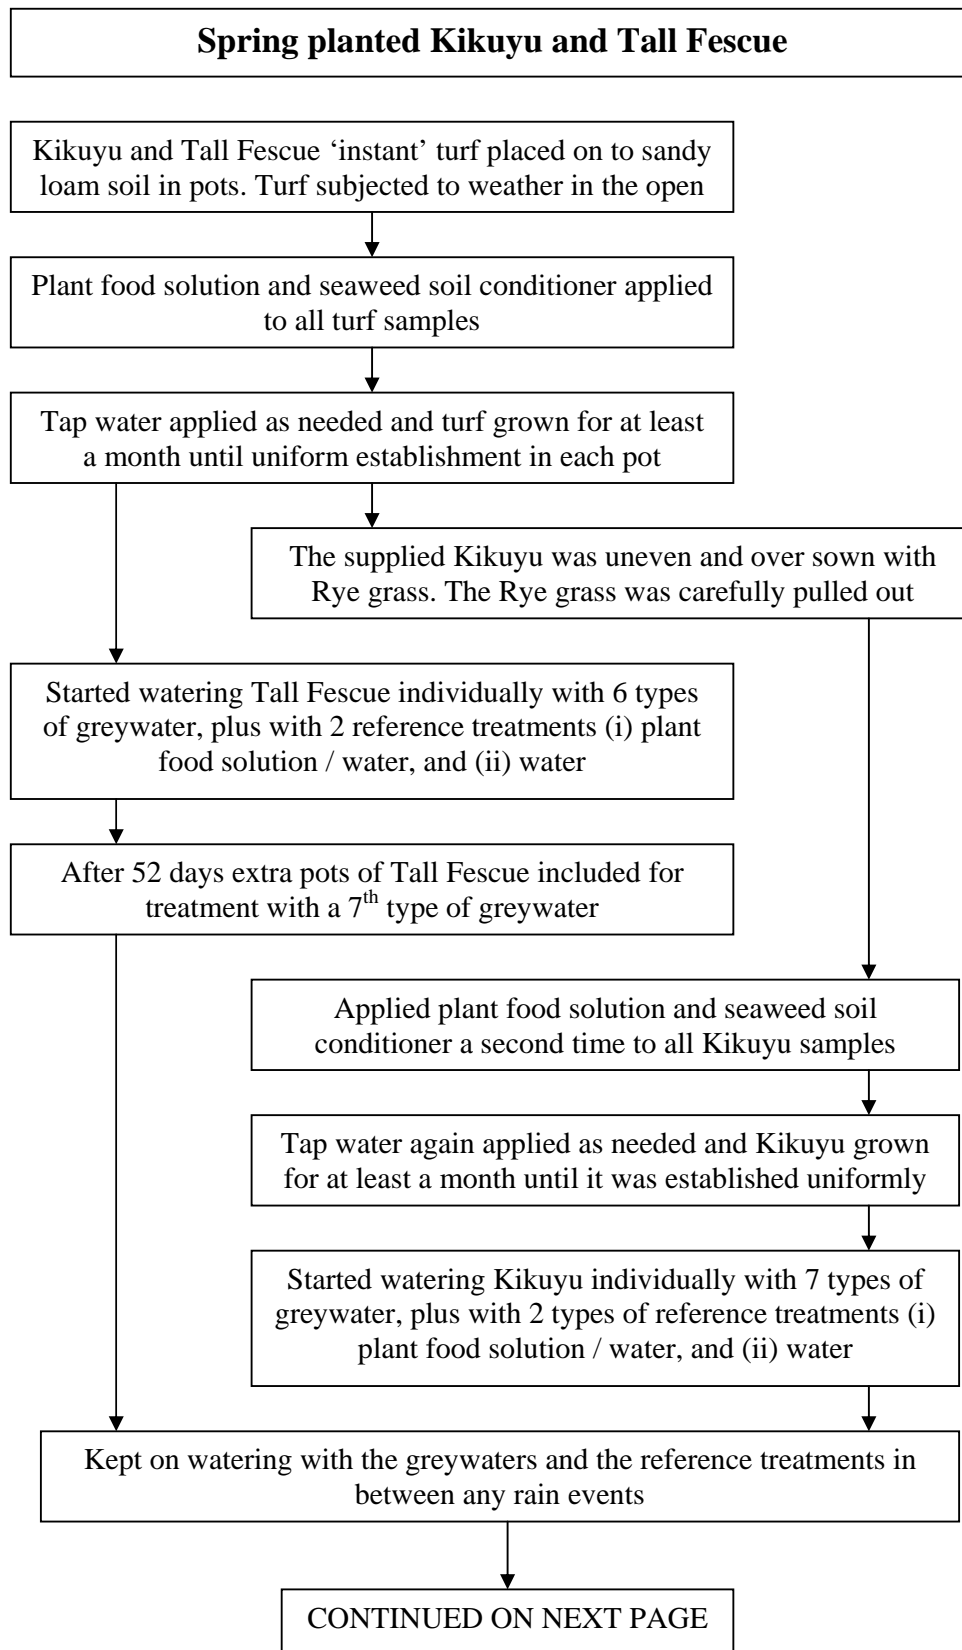 Spring planted Kikuyu and Tall Fescue
Kikuyu and Tall Fescue ‘instant’ turf placed on to sandy
loam soil in pots. Turf subjected to weather in the open
Plant food solution and seaweed soil conditioner applied
to all turf samples
Tap water applied as needed and turf grown for at least
a month until uniform establishment in each pot
The supplied Kikuyu was uneven and over sown with
Rye grass. The Rye grass was carefully pulled out
Started watering Tall Fescue individually with 6 types
of greywater, plus with 2 reference treatments (i) plant
food solution / water, and (ii) water
After 52 days extra pots of Tall Fescue included for
treatment with a 7th type of greywater
Applied plant food solution and seaweed soil
conditioner a second time to all Kikuyu samples
Tap water again applied as needed and Kikuyu grown
for at least a month until it was established uniformly
Started watering Kikuyu individually with 7 types of
greywater, plus with 2 types of reference treatments (i)
plant food solution / water, and (ii) water
Kept on watering with the greywaters and the reference treatments in
between any rain events
CONTINUED ON NEXT PAGE